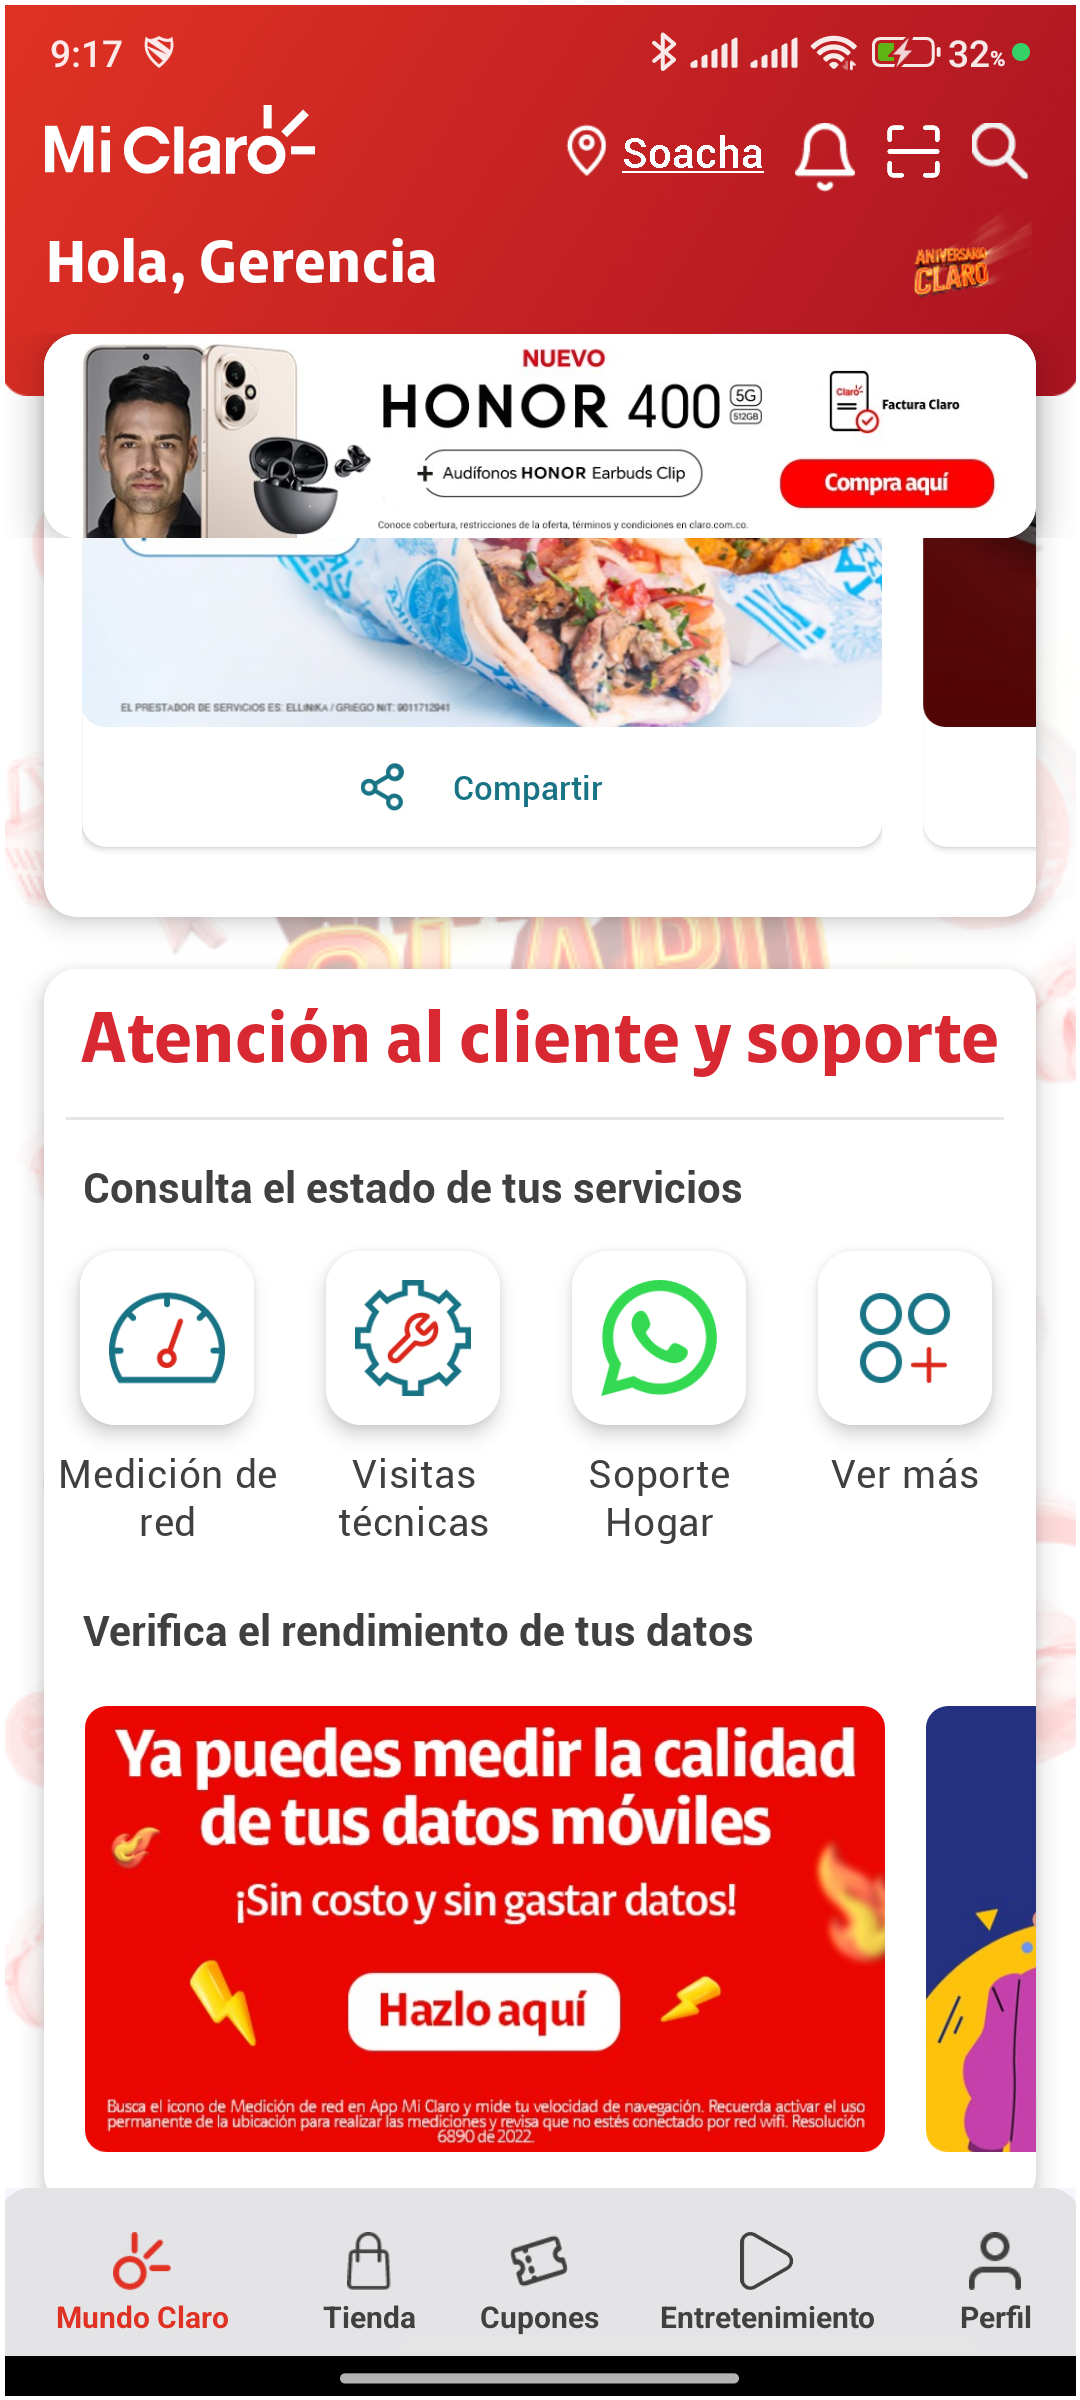 9:17
32%
Mi Claro
Soacha
Hola, Gerencia
ANIVERSARIO
CLARO
NUEVO
HONOR 400 5G
512GB
+ Audífonos HONOR Earbuds Clip
Conoce cobertura, restricciones de la oferta, términos y condiciones en claro.com.co.
Claro
Factura Claro
Compra aquí
EL PRESTADOR DE SERVICIOS ES: ELLINIKA / GRIEGO NIT: 9011712941
Compartir
Atención al cliente y soporte
Consulta el estado de tus servicios
Medición de
red
Visitas
técnicas
Soporte
Hogar
Ver más
Verifica el rendimiento de tus datos
Ya puedes medir la calidad
de tus datos móviles
¡Sin costo y sin gastar datos!
Hazlo aquí
Busca el icono de Medición de red en App Mi Claro y mide tu velocidad de navegación. Recuerda activar el uso
permanente de la ubicación para realizar las mediciones y revisa que no estés conectado por red wifi. Resolución
6890 de 2022.
Mundo Claro
Tienda
Cupones
Entretenimiento
Perfil